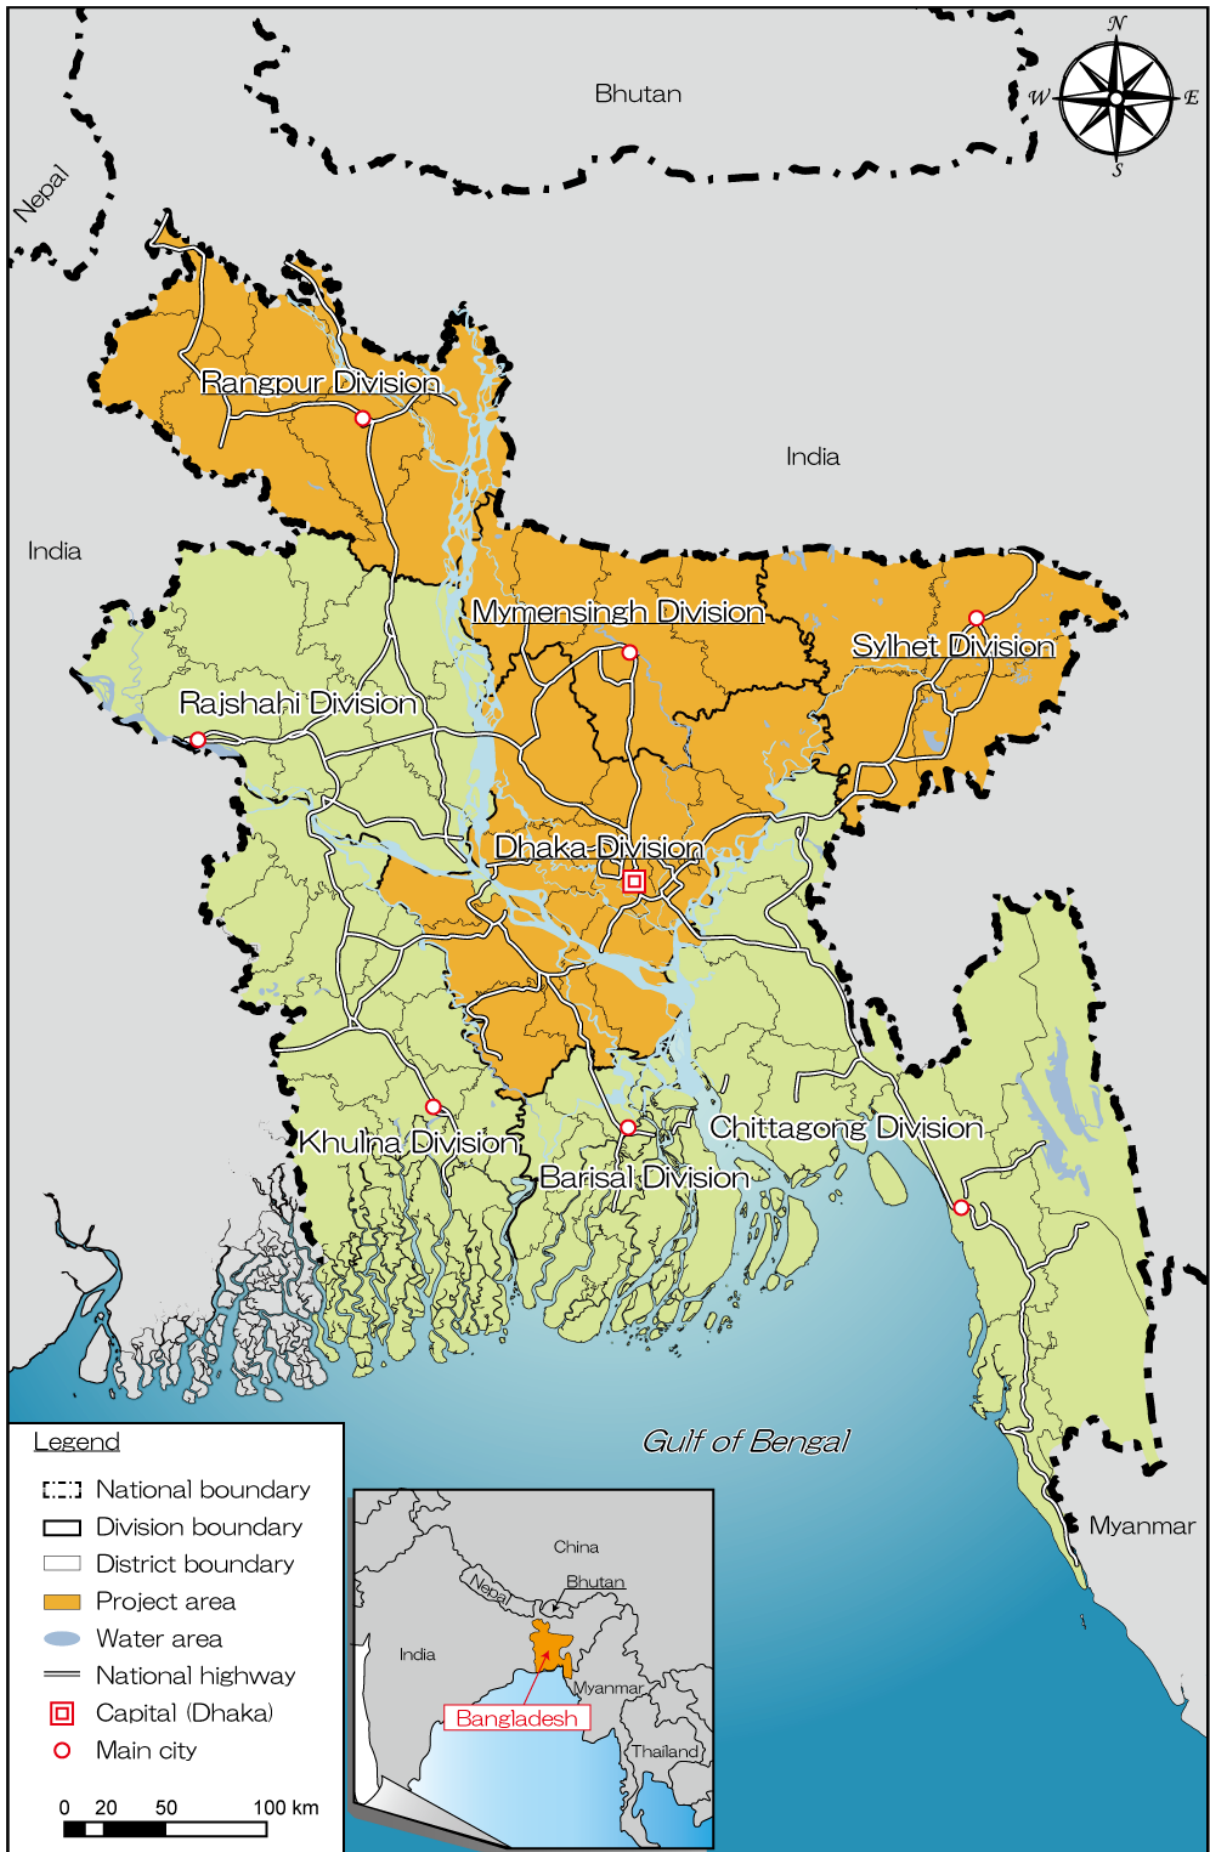 N
W
E
S
Bhutan
Nepal
Rangpur Division
India
India
Mymensingh Division
Sylhet Division
Rajshahi Division
Dhaka Division
Khulna Division
Chittagong Division
Barisal Division
Gulf of Bengal
Myanmar
Legend
National boundary
Division boundary
District boundary
Project area
Water area
National highway
Capital (Dhaka)
Main city
0 20 50 100 km
China
Nepal
Bhutan
India
Myanmar
Bangladesh
Thailand